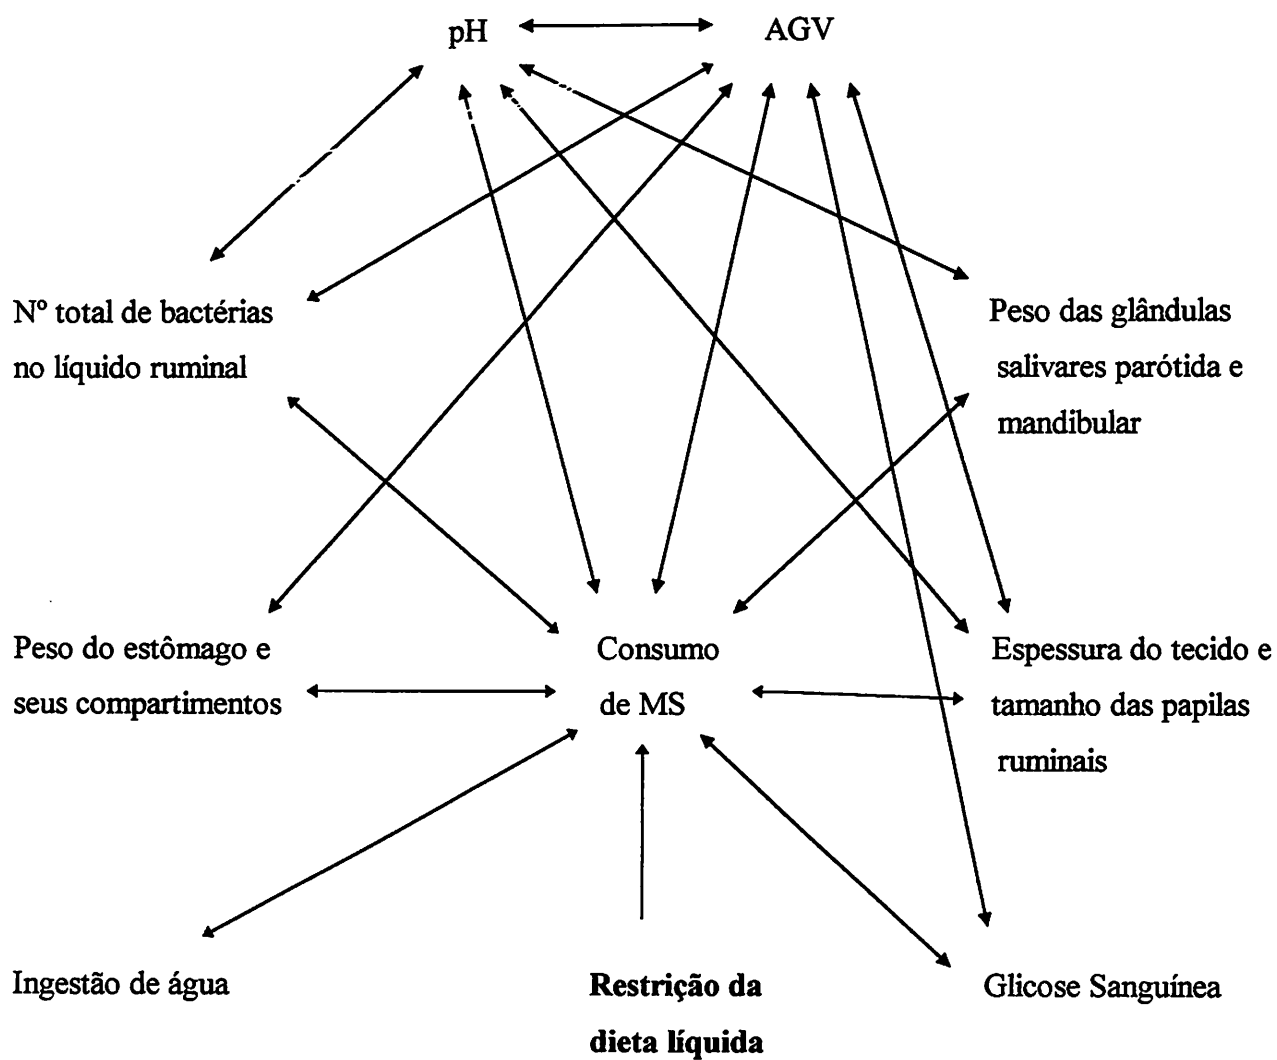 pH
AGV
Nº total de bactérias
no líquido ruminal
Peso das glândulas
salivares parótida e
mandibular
Peso do estômago e
seus compartimentos
Consumo
de MS
Espessura do tecido e
tamanho das papilas
ruminais
Ingestão de água
Restrição da
dieta líquida
Glicose Sanguínea